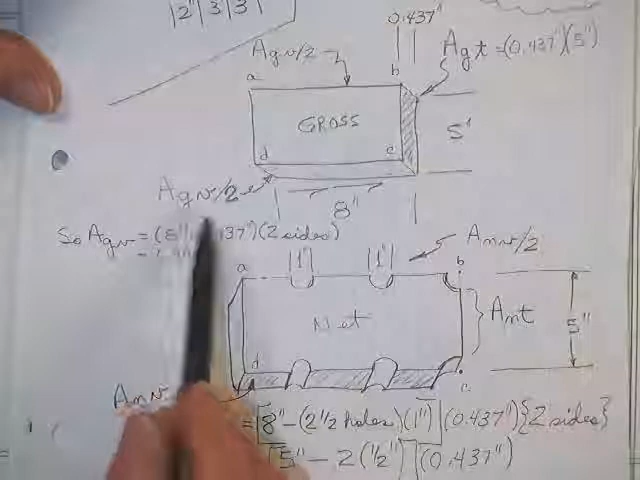 |2"|3|3|
0.437"
Agv/2
Agt = (0.437")(5")
a b
GROSS
5"
d c
Agv/2
8"
So Agv = (8" .437")(2 sides)
Anv/2
a 1" 1" b
Net
Ant
5"
d c
Anv
= [8" - (2 1/2 holes)(1")](0.437"){2 sides}
[5" - 2(1/2")](0.437")